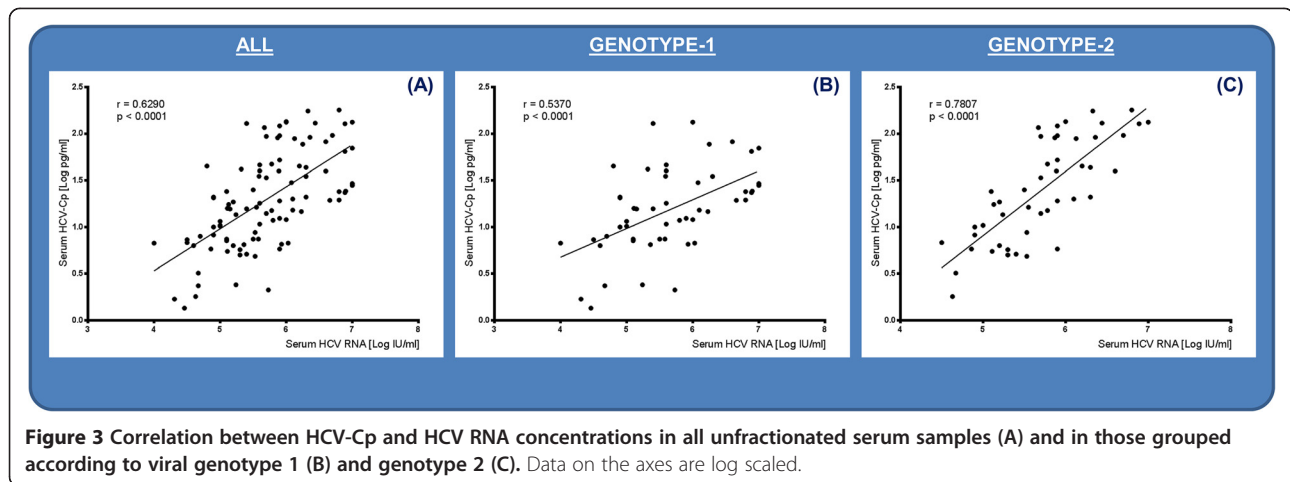 ALL
GENOTYPE-1
GENOTYPE-2
(A)
r = 0.6290
p < 0.0001
Serum HCV-Cp [Log pg/ml]
2.5
2.0
1.5
1.0
0.5
0.0
3
4
5
6
7
8
Serum HCV RNA [Log IU/ml]
(B)
r = 0.5370
p < 0.0001
Serum HCV-Cp [Log pg/ml]
2.5
2.0
1.5
1.0
0.5
0.0
3
4
5
6
7
8
Serum HCV RNA [Log IU/ml]
(C)
r = 0.7807
p < 0.0001
Serum HCV-Cp [Log pg/ml]
2.5
2.0
1.5
1.0
0.5
0.0
4
5
6
7
8
Serum HCV RNA [Log IU/ml]
Figure 3 Correlation between HCV-Cp and HCV RNA concentrations in all unfractionated serum samples (A) and in those grouped
according to viral genotype 1 (B) and genotype 2 (C). Data on the axes are log scaled.